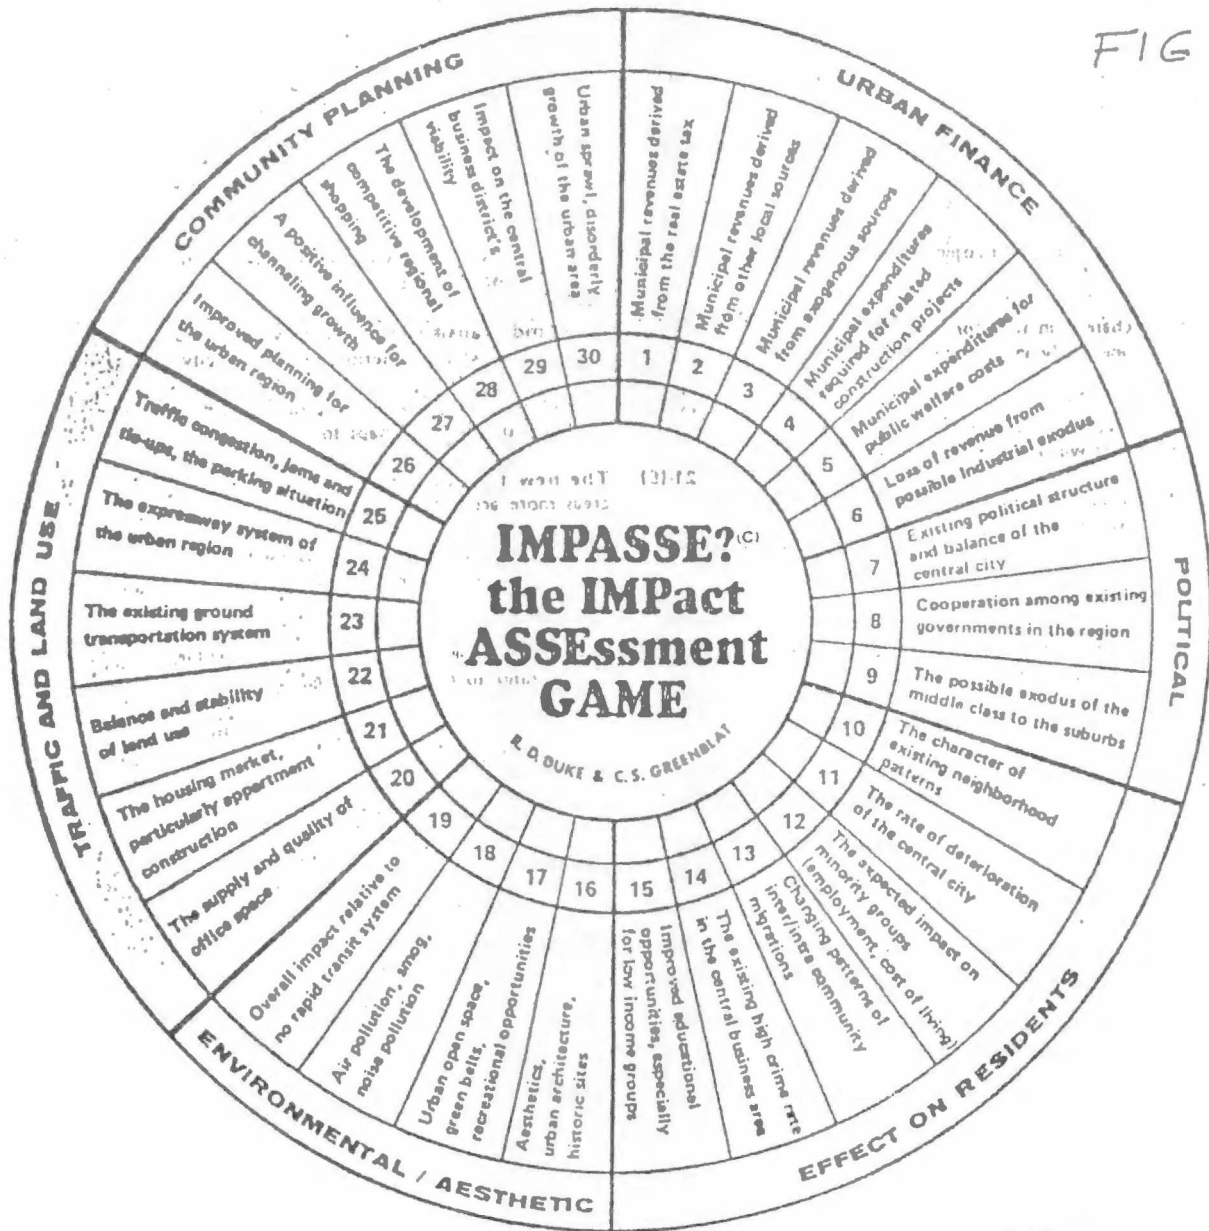 FIG
IMPASSE?(C)
the IMPact
ASSEssment
GAME
R. D. DUKE & C.S. GREENBLAT
URBAN FINANCE
1
Municipal revenues derived
from the real estate tax
2
Municipal revenues derived
from other local sources
3
Municipal revenues derived
from exogenous sources
4
Municipal expenditures
required for related
construction projects
5
Municipal expenditures for
public welfare costs
6
Loss of revenue from
possible industrial exodus
POLITICAL
7
Existing political structure
and balance of the
central city
8
Cooperation among existing
governments in the region
9
The possible exodus of the
middle class to the suburbs
EFFECT ON RESIDENTS
10
The character of
existing neighborhood
patterns
11
The rate of deterioration
of the central city
12
The expected impact on
minority groups
(employment, cost of living)
13
Changing patterns of
inter/intra community
migrations
14
The existing high crime rate
in the central business area
15
Improved educational
opportunities, especially
for low income groups
ENVIRONMENTAL / AESTHETIC
16
Aesthetics,
urban architecture,
historic sites
17
Urban open space,
green belts,
recreational opportunities
18
Air pollution, smog,
noise pollution
19
Overall impact relative to
no rapid transit system
TRAFFIC AND LAND USE
20
The supply and quality of
office space
21
The housing market,
particularly appartment
construction
22
Balance and stability
of land use
23
The existing ground
transportation system
24
The expressway system of
the urban region
25
Traffic congestion, jams and
tie-ups, the parking situation
COMMUNITY PLANNING
26
Improved planning for
the urban region
27
A positive influence for
channeling growth
28
The development of
competitive regional
shopping
29
Impact on the central
business district's
viability
30
Urban sprawl, disorderly
growth of the urban area